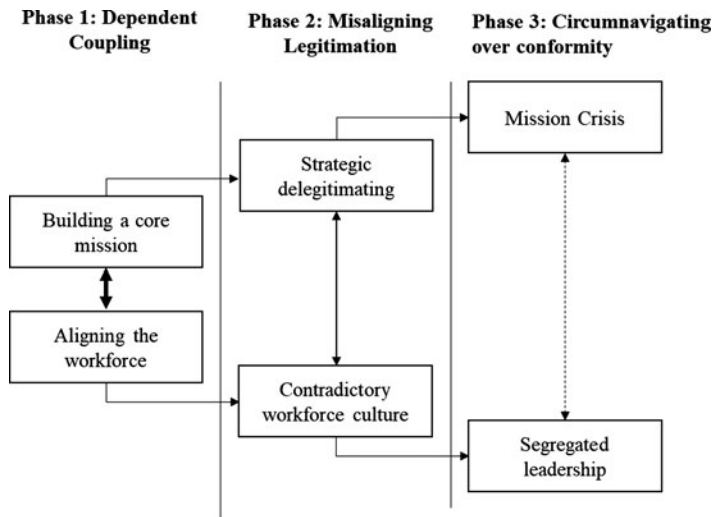 Phase 1: Dependent
Coupling
Phase 2: Misaligning
Legitimation
Phase 3: Circumnavigating
over conformity
Building a core
mission
Aligning the
workforce
Strategic
delegitimating
Contradictory
workforce culture
Mission Crisis
Segregated
leadership